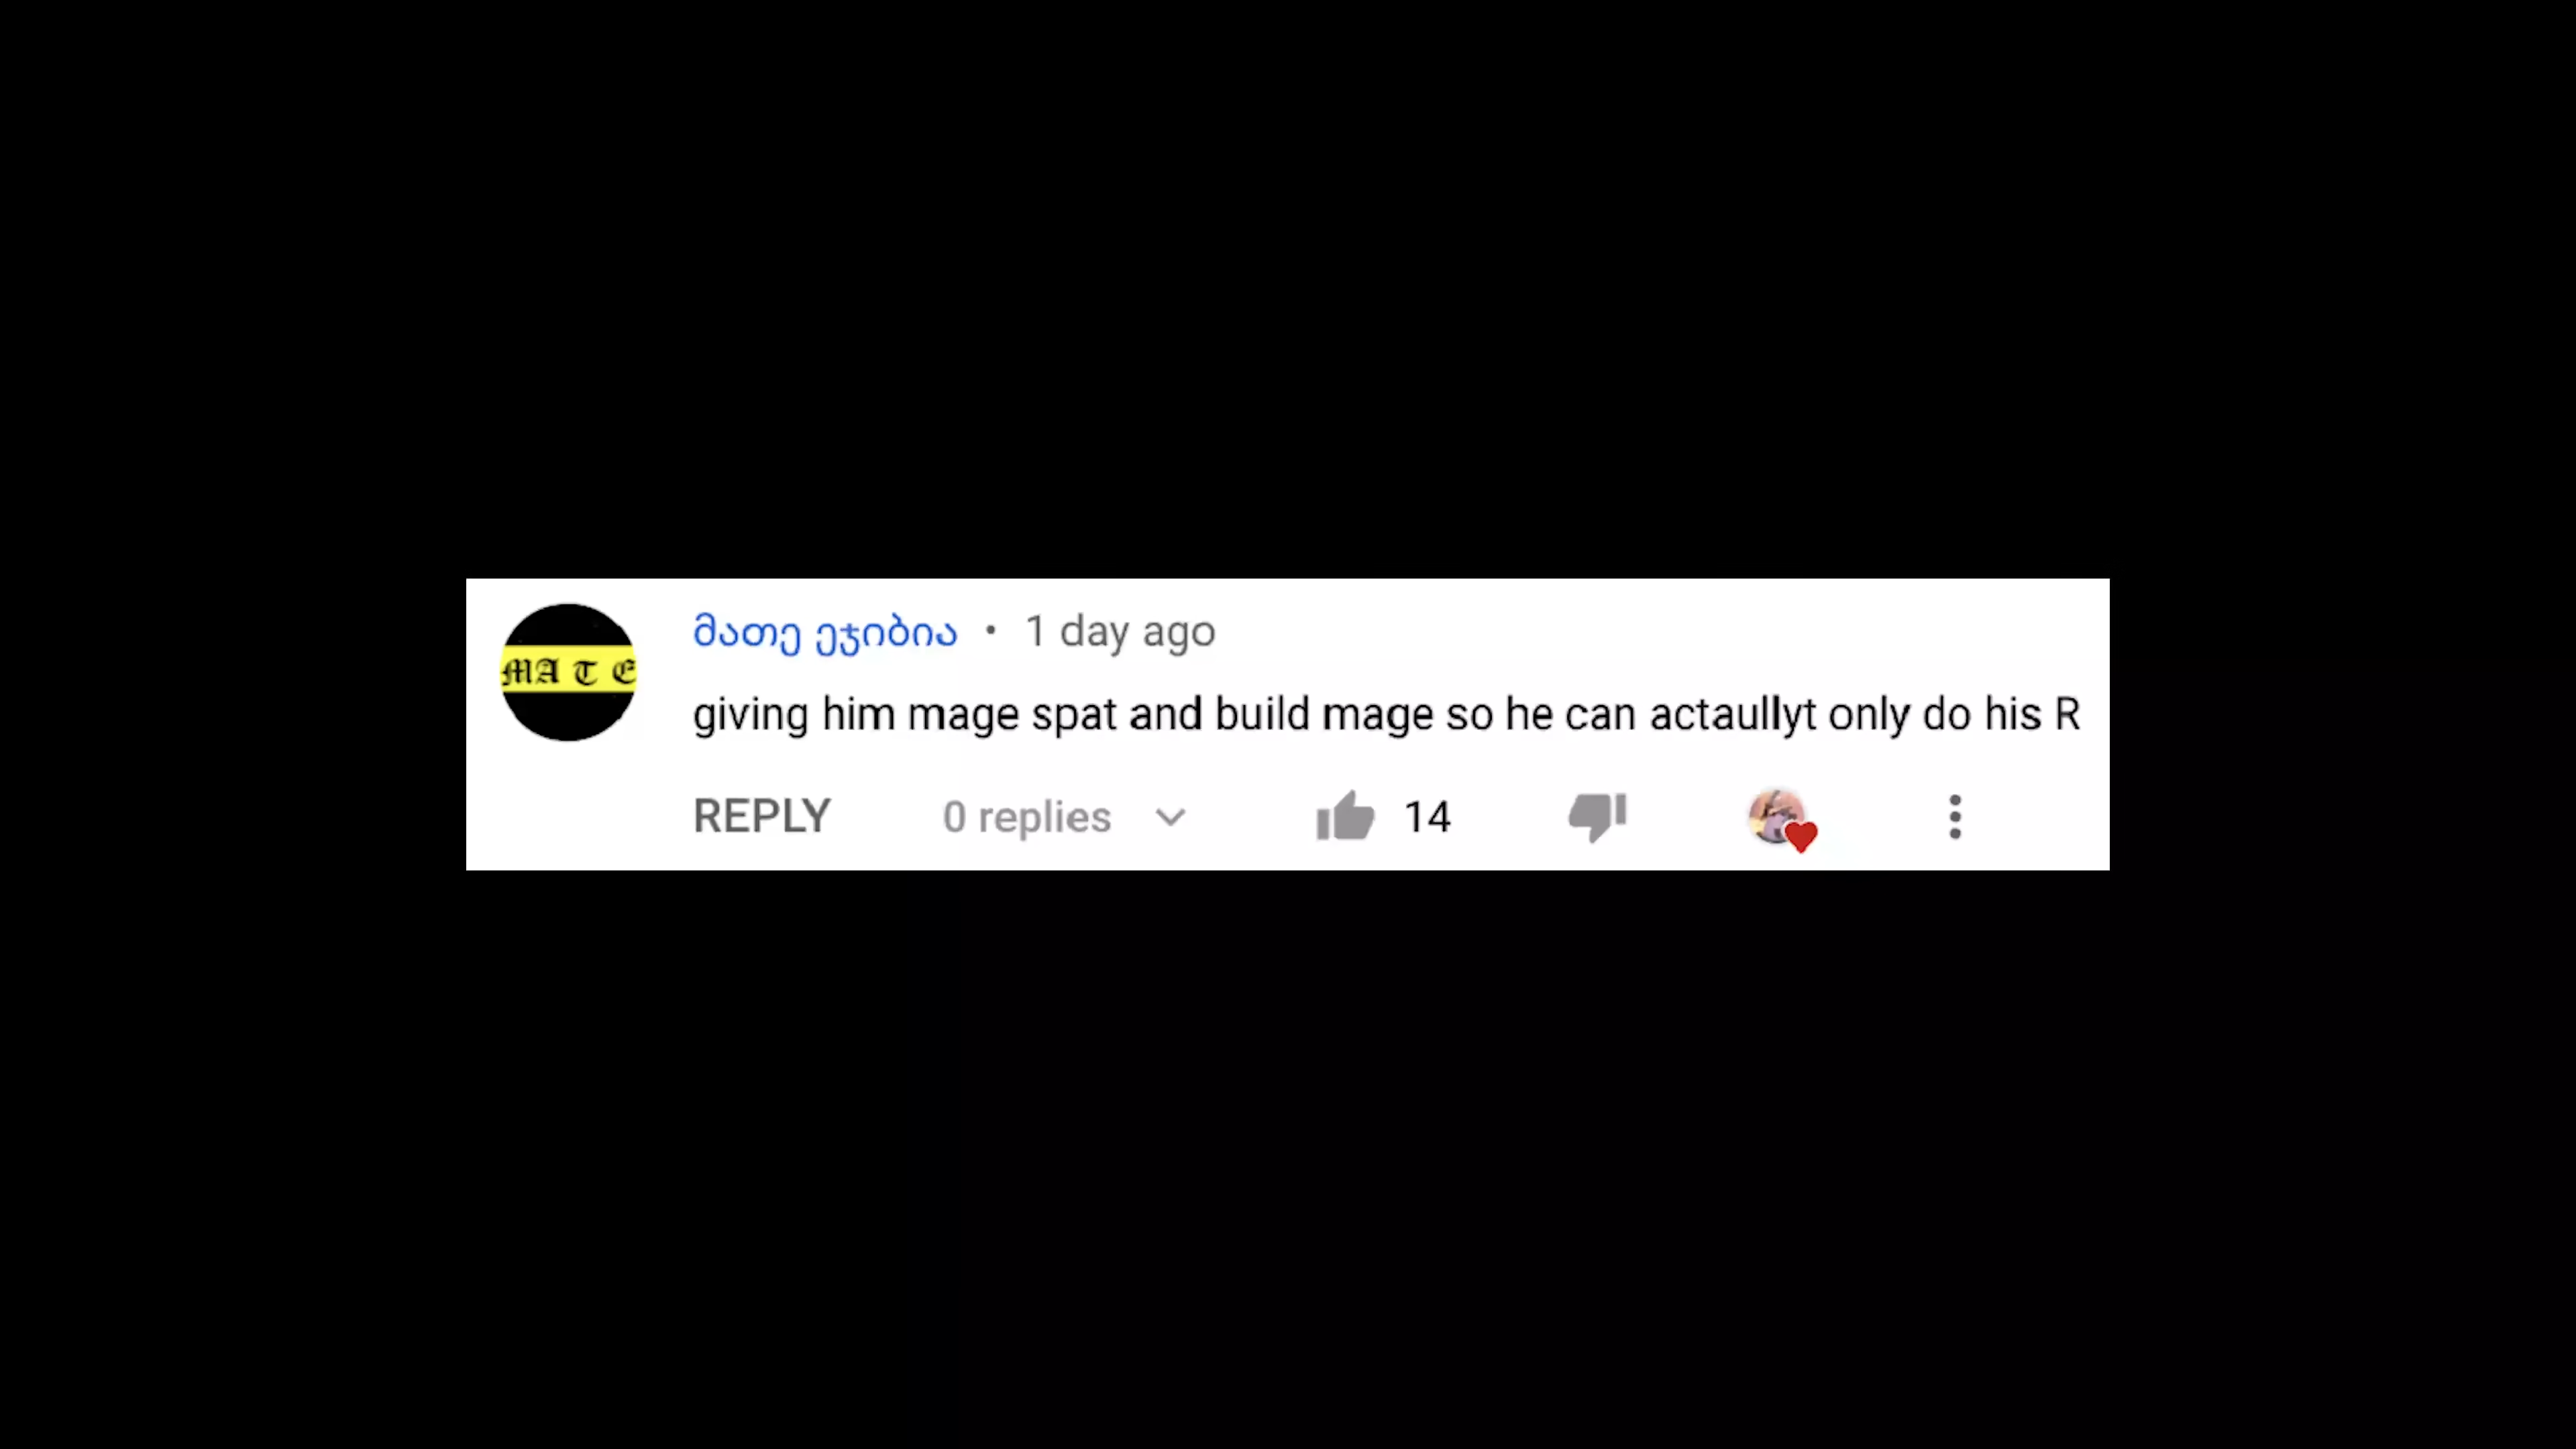 მათე ეჯიბია • 1 day ago
MATE
giving him mage spat and build mage so he can actaullyt only do his R
REPLY 0 replies 14